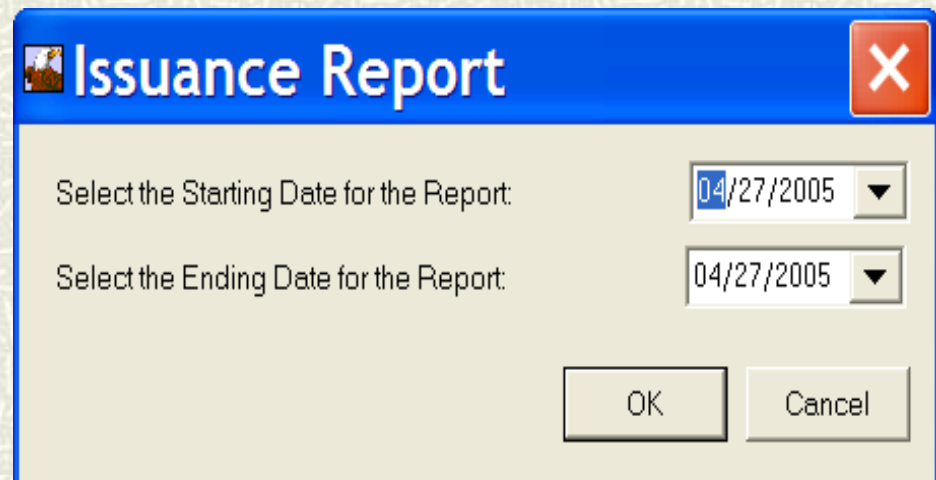 Issuance Report
Select the Starting Date for the Report: 04/27/2005
Select the Ending Date for the Report: 04/27/2005
OK Cancel